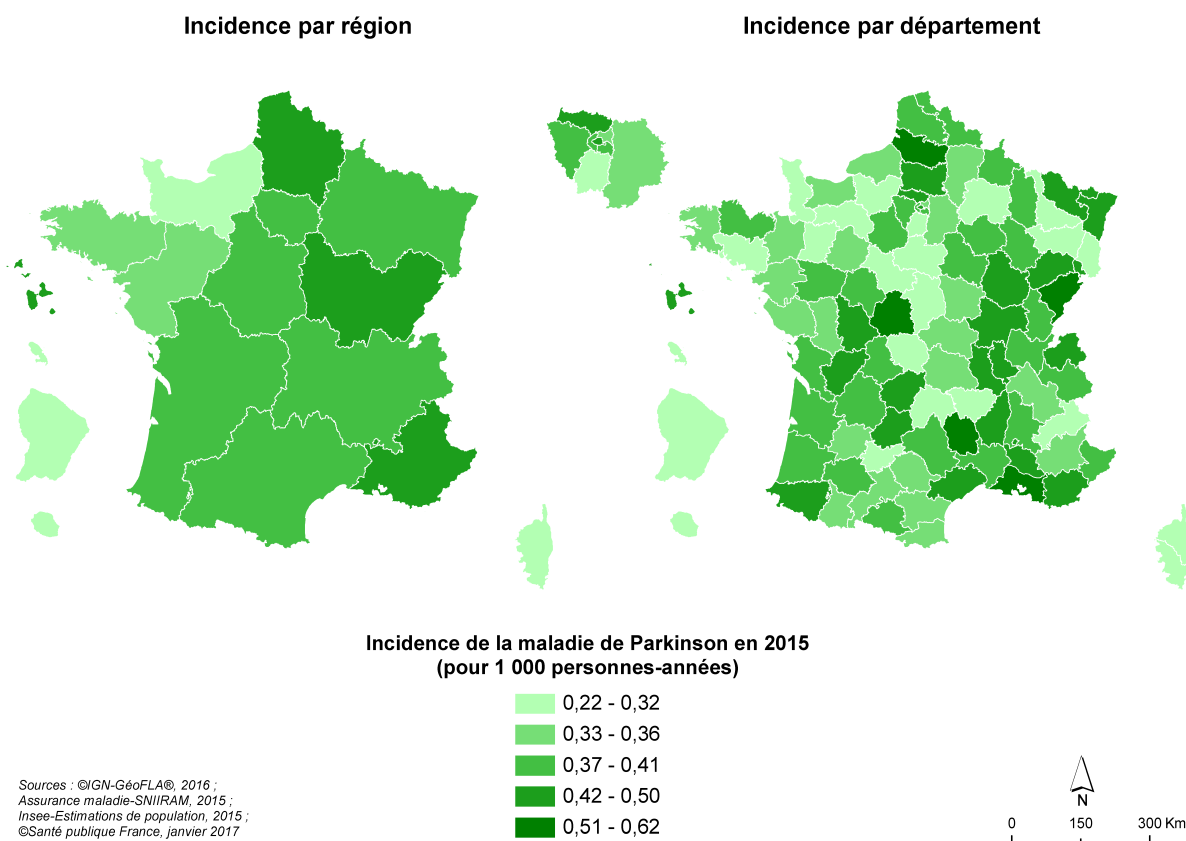 Incidence par région
Incidence par département
Incidence de la maladie de Parkinson en 2015
(pour 1 000 personnes-années)
0,22 - 0,32
0,33 - 0,36
0,37 - 0,41
0,42 - 0,50
0,51 - 0,62
Sources : ©IGN-GéoFLA®, 2016 ;
Assurance maladie-SNIIRAM, 2015 ;
Insee-Estimations de population, 2015 ;
©Santé publique France, janvier 2017
N
0 150 300 Km